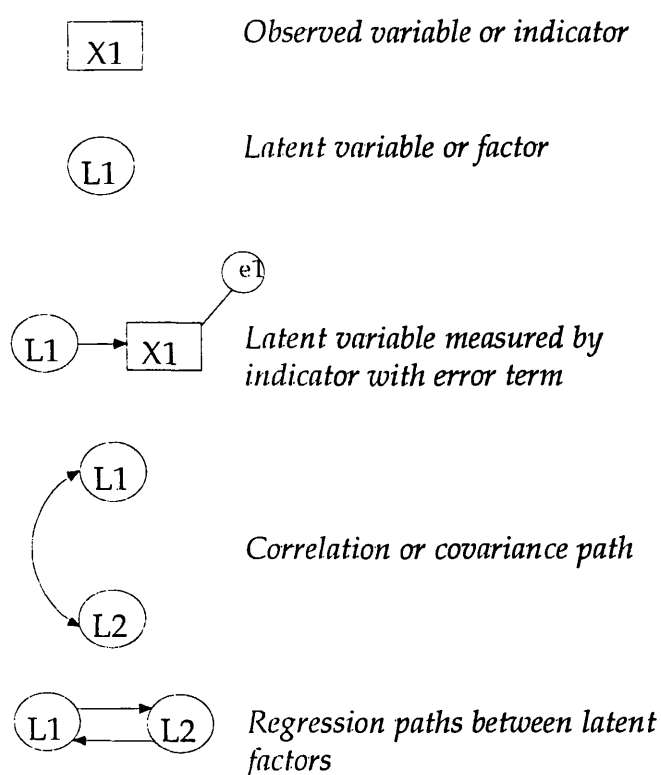 X1
Observed variable or indicator
L1
Latent variable or factor
e1
L1
X1
Latent variable measured by
indicator with error term
L1
Correlation or covariance path
L2
L1
L2
Regression paths between latent
factors